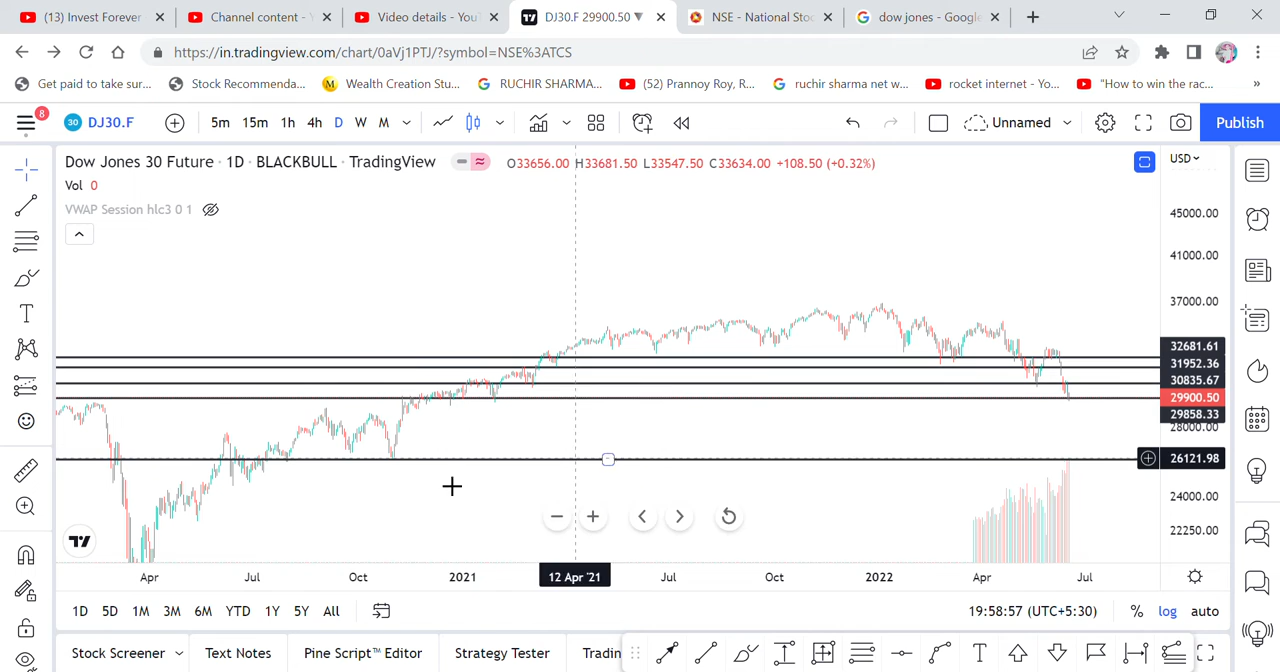 (13) Invest Forever
Channel content - Y
Video details - You
DJ30.F 29900.50 ▼
NSE - National Sto
dow jones - Google
https://in.tradingview.com/chart/0aVj1PTJ/?symbol=NSE%3ATCS
Get paid to take sur...
Stock Recommenda...
Wealth Creation Stu...
RUCHIR SHARMA...
(52) Prannoy Roy, R...
ruchir sharma net w...
rocket internet - Yo...
"How to win the rac...
»
8
30 DJ30.F
5m 15m 1h 4h D W M
Unnamed
Publish
Dow Jones 30 Future · 1D · BLACKBULL · TradingView
O33656.00 H33681.50 L33547.50 C33634.00 +108.50 (+0.32%)
USD
Vol 0
VWAP Session hlc3 0 1
45000.00
41000.00
37000.00
32681.61
31952.36
30835.67
29900.50
29858.33
28000.00
26121.98
24000.00
22250.00
Apr Jul Oct 2021 12 Apr '21 Jul Oct 2022 Apr Jul
1D 5D 1M 3M 6M YTD 1Y 5Y All
19:58:57 (UTC+5:30) % log auto
Stock Screener Text Notes Pine Script™ Editor Strategy Tester Tradin